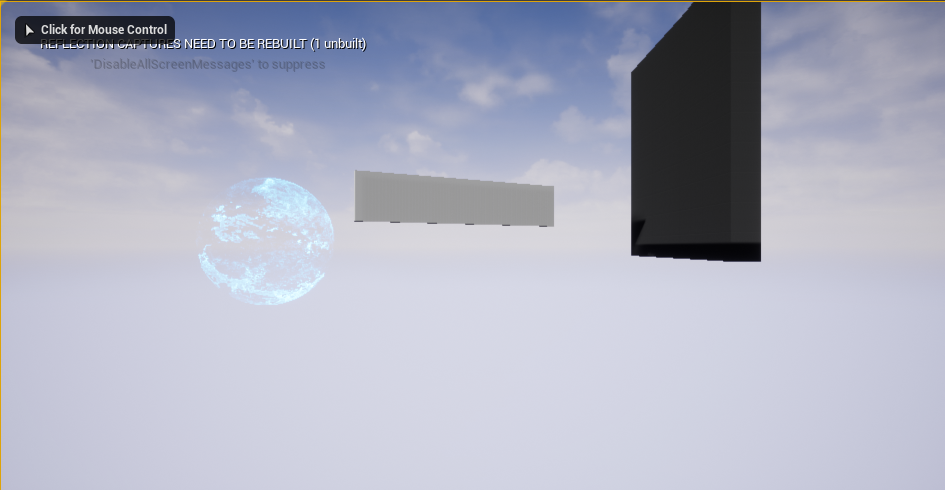 Click for Mouse Control
REFLECTION CAPTURES NEED TO BE REBUILT (1 unbuilt)
'DisableAllScreenMessages' to suppress